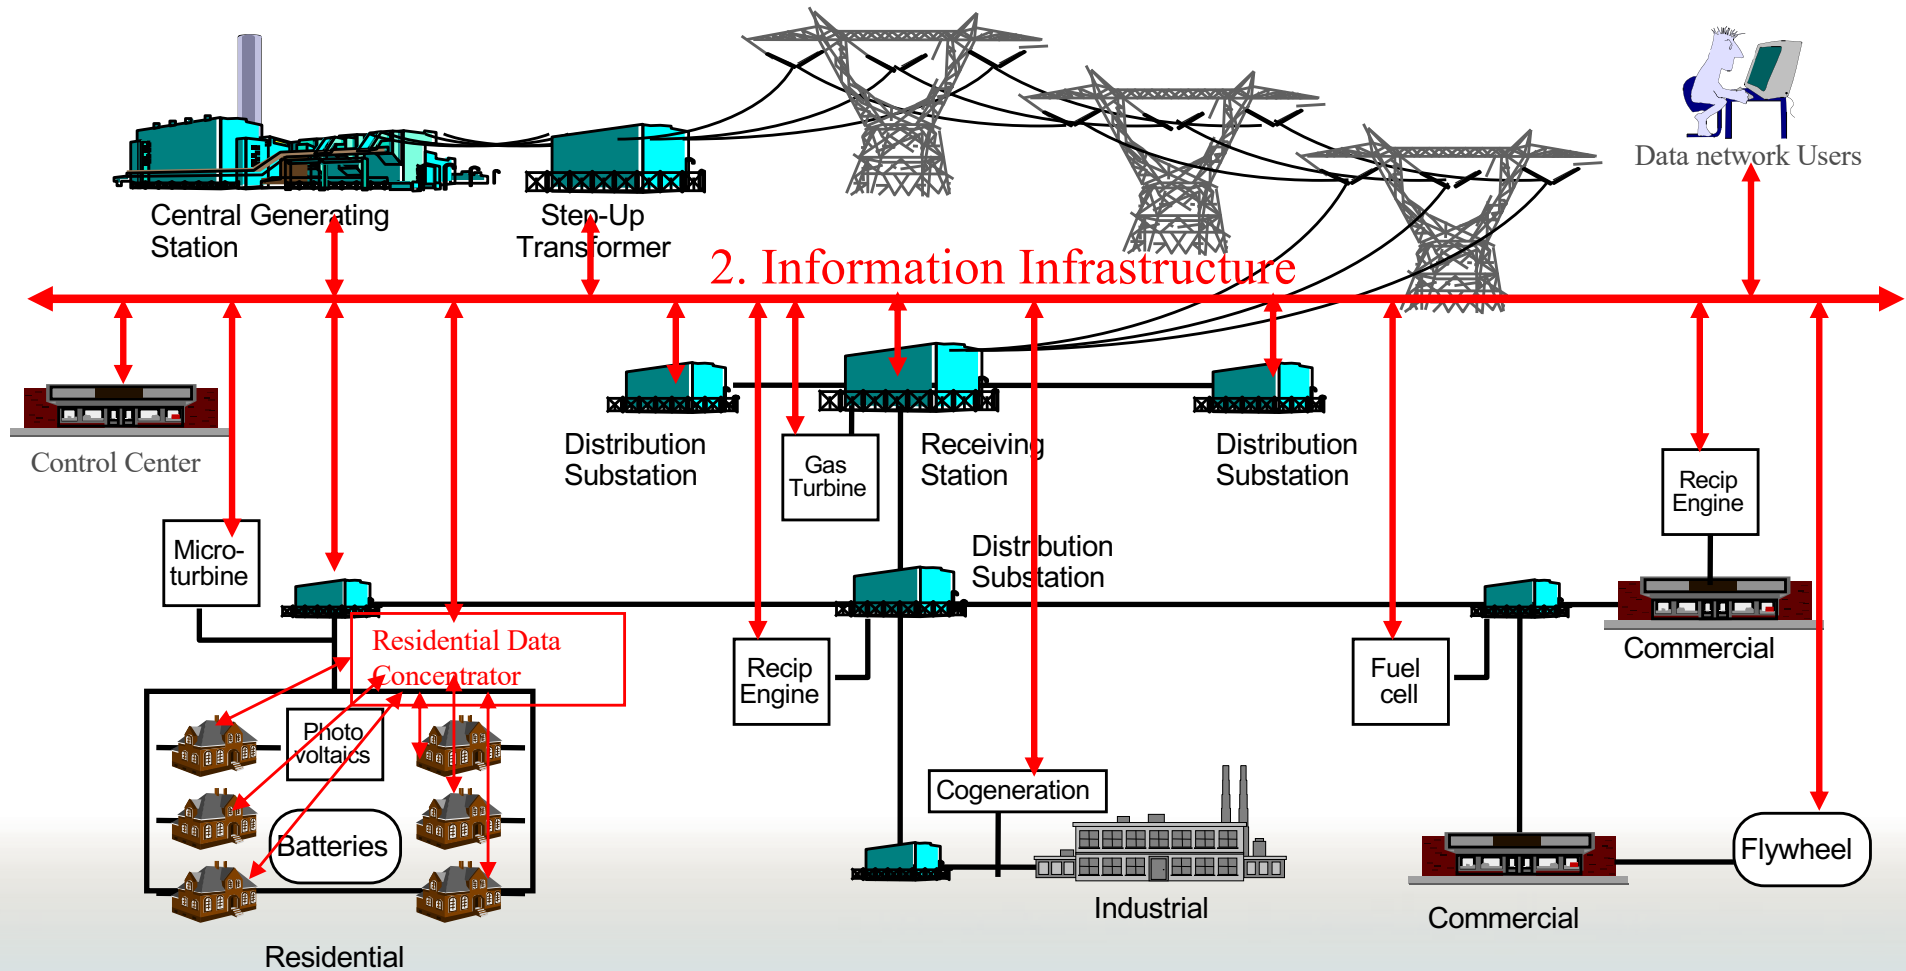 Data network Users
Central Generating
Station
Step-Up
Transformer
2. Information Infrastructure
Control Center
Distribution
Substation
Gas
Turbine
Receiving
Station
Distribution
Substation
Recip
Engine
Micro-
turbine
Distribution
Substation
Residential Data
Concentrator
Recip
Engine
Fuel
cell
Commercial
Photo
voltaics
Batteries
Cogeneration
Flywheel
Industrial
Commercial
Residential